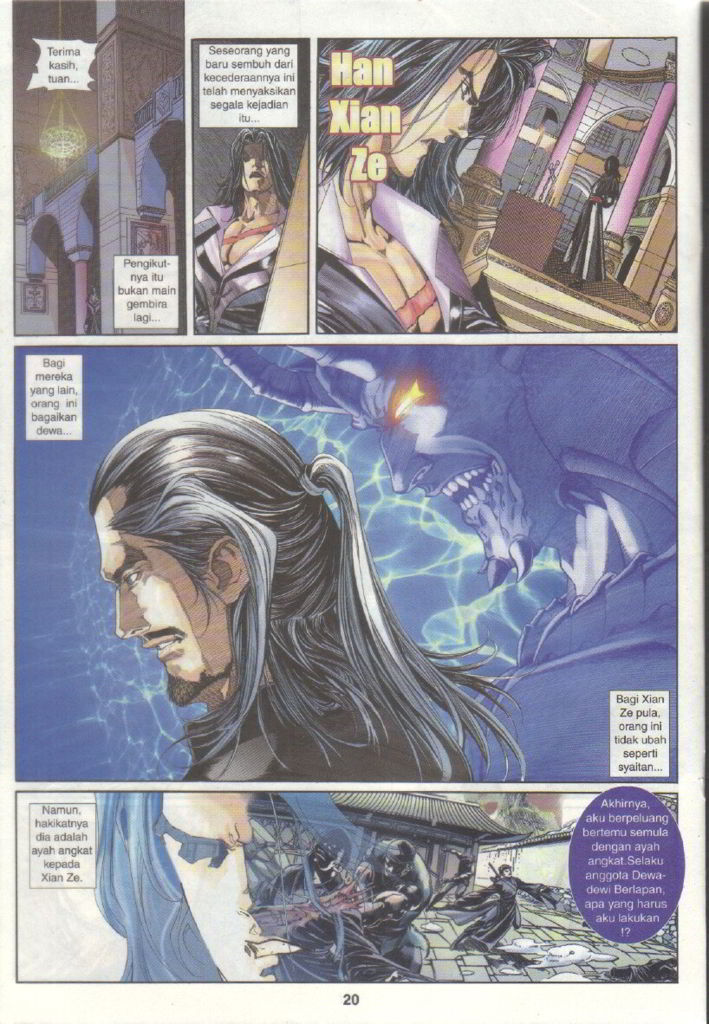 Terima
kasih,
tuan...
Pengikut-
nya itu
bukan main
gembira
lagi...
Seseorang yang
baru sembuh dari
kecederaannya ini
telah menyaksikan
segala kejadian
itu...
Han
Xian
Ze
Bagi
mereka
yang lain,
orang ini
bagaikan
dewa...
Bagi Xian
Ze pula,
orang ini
tidak ubah
seperti
syaitan...
Namun,
hakikatnya
dia adalah
ayah angkat
kepada
Xian Ze.
Akhirnya,
aku berpeluang
bertemu semula
dengan ayah
angkat.Selaku
anggota Dewa-
dewi Berlapan,
apa yang harus
aku lakukan
!?
20